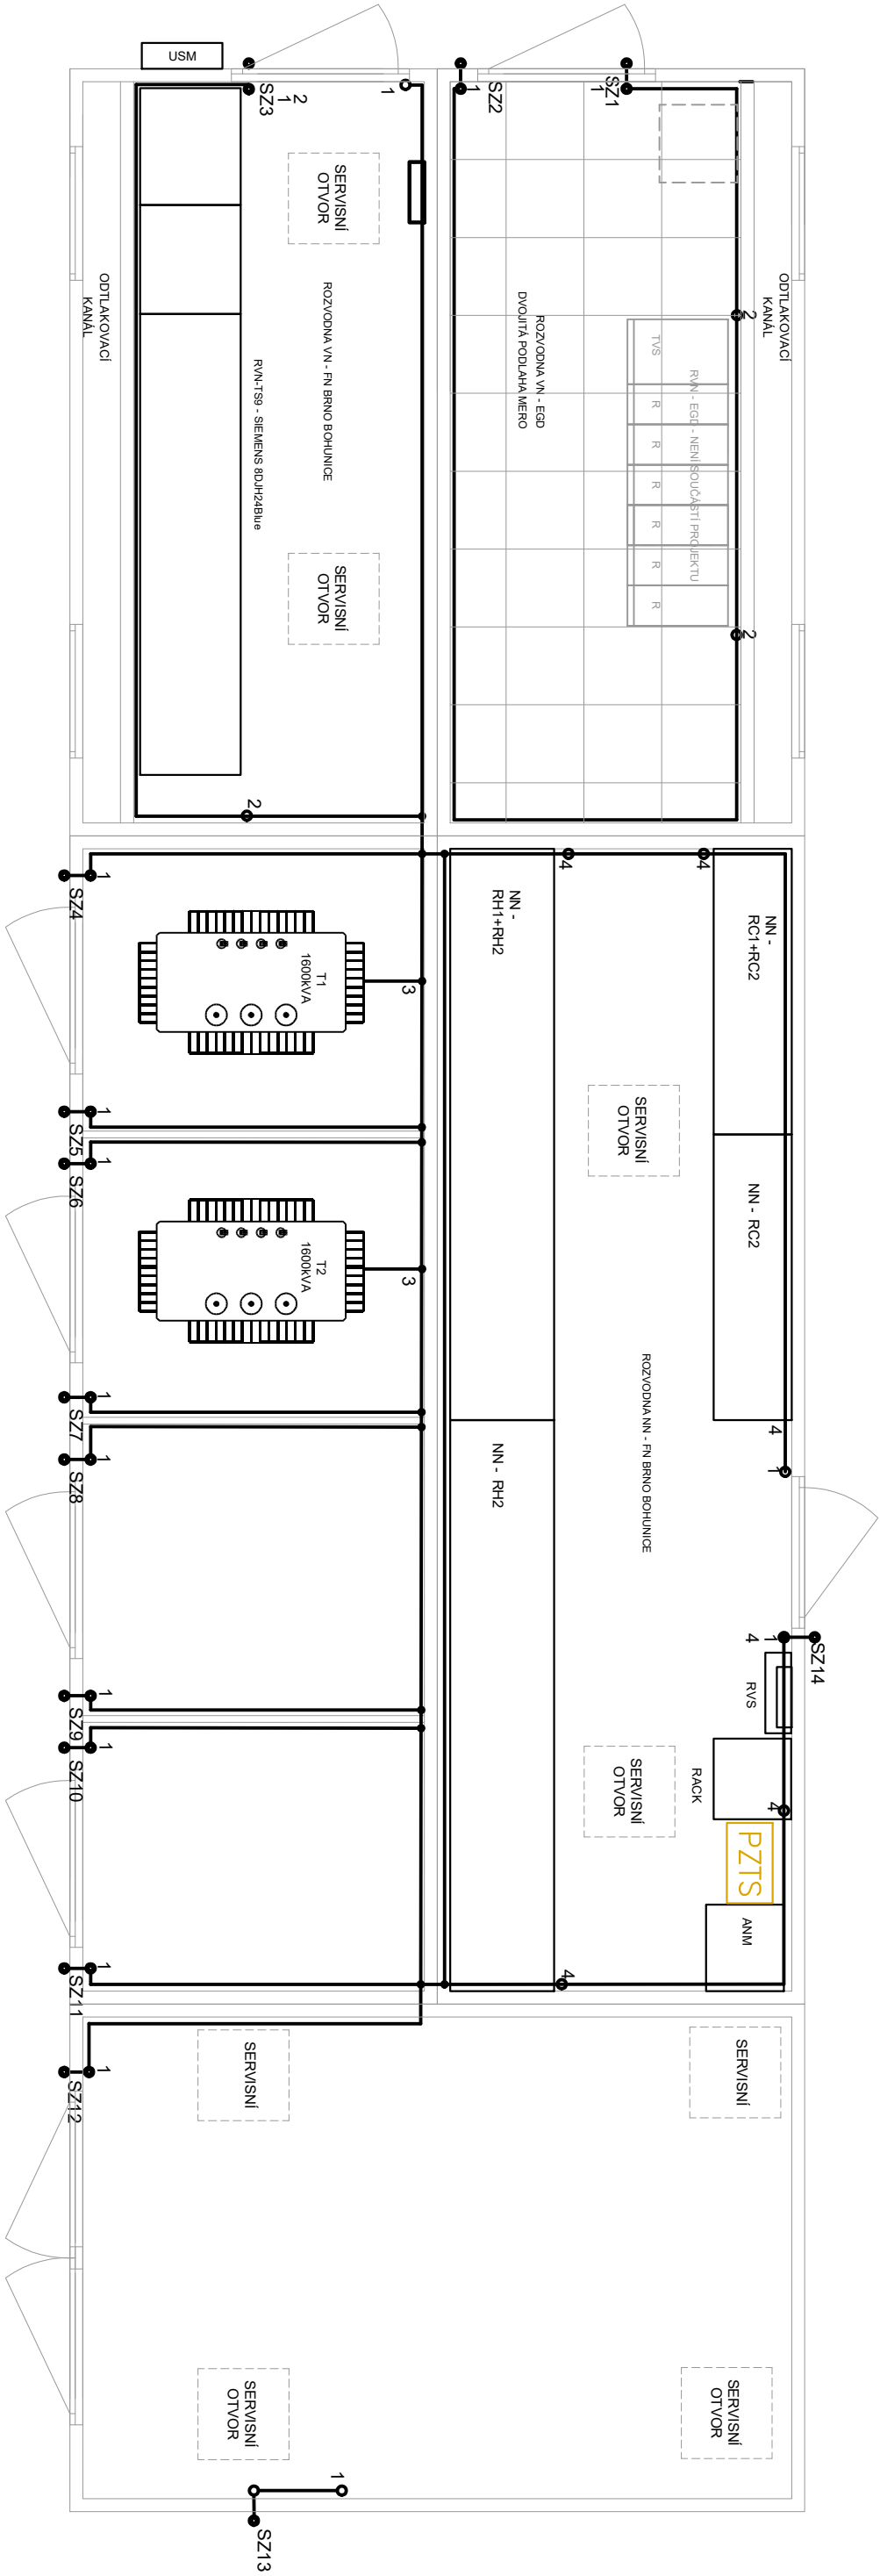 USM
SZ3
1
2
1
SZ2
1
SZ1
1
SERVISNÍ
OTVOR
ODTLAKOVACÍ
KANÁL
ROZVODNA VN - FN BRNO BOHUNICE
RVN-TS9 - SIEMENS 8DJH24Blue
SERVISNÍ
OTVOR
2
ROZVODNA VN - EGD
DVOJITÁ PODLAHA MERO
TVS
R
R
R
R
R
R
RVN - EGD - NENÍ SOUČÁSTÍ PROJEKTU
2
2
ODTLAKOVACÍ
KANÁL
SZ4
1
T1
1600kVA
3
SZ5
1
SZ6
1
T2
1600kVA
3
SZ7
1
SZ8
1
SZ9
1
SZ10
1
SZ11
1
NN -
RH1+RH2
4
4
NN -
RC1+RC2
SERVISNÍ
OTVOR
NN - RC2
ROZVODNA NN - FN BRNO BOHUNICE
NN - RH2
4
1
SZ14
1
4
RVS
SERVISNÍ
OTVOR
RACK
4
PZTS
ANM
4
SZ12
1
SERVISNÍ
SERVISNÍ
SERVISNÍ
OTVOR
SERVISNÍ
OTVOR
1
SZ13